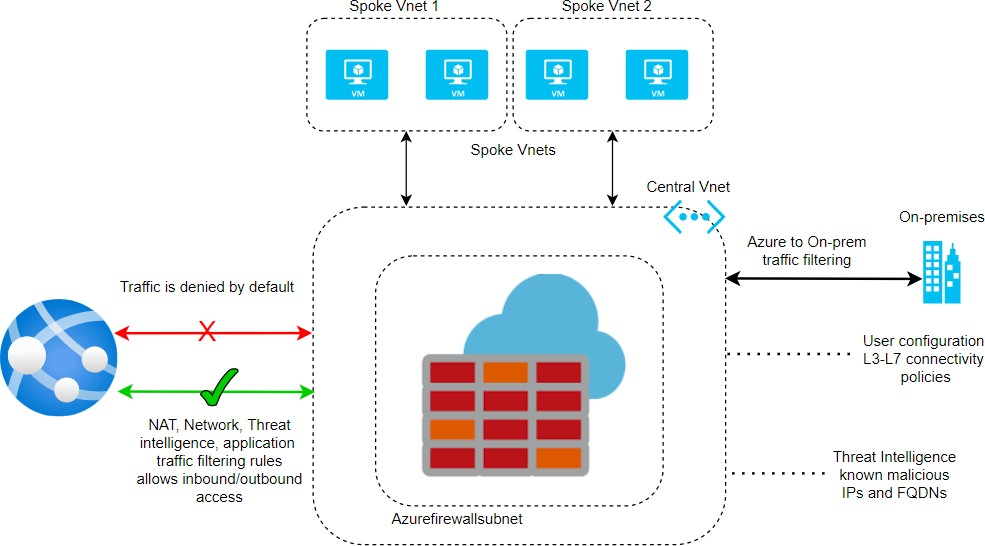 Spoke Vnet 1
Spoke Vnet 2
VM
VM
VM
VM
Spoke Vnets
Central Vnet
On-premises
Azure to On-prem
traffic filtering
Traffic is denied by default
X
User configuration
L3-L7 connectivity
policies
NAT, Network, Threat
intelligence, application
traffic filtering rules
allows inbound/outbound
access
Threat Intelligence
known malicious
IPs and FQDNs
Azurefirewallsubnet